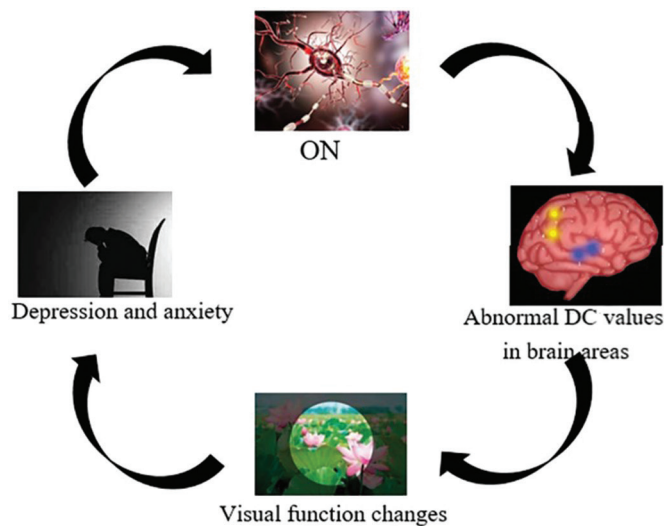 ON
Abnormal DC values
in brain areas
Visual function changes
Depression and anxiety